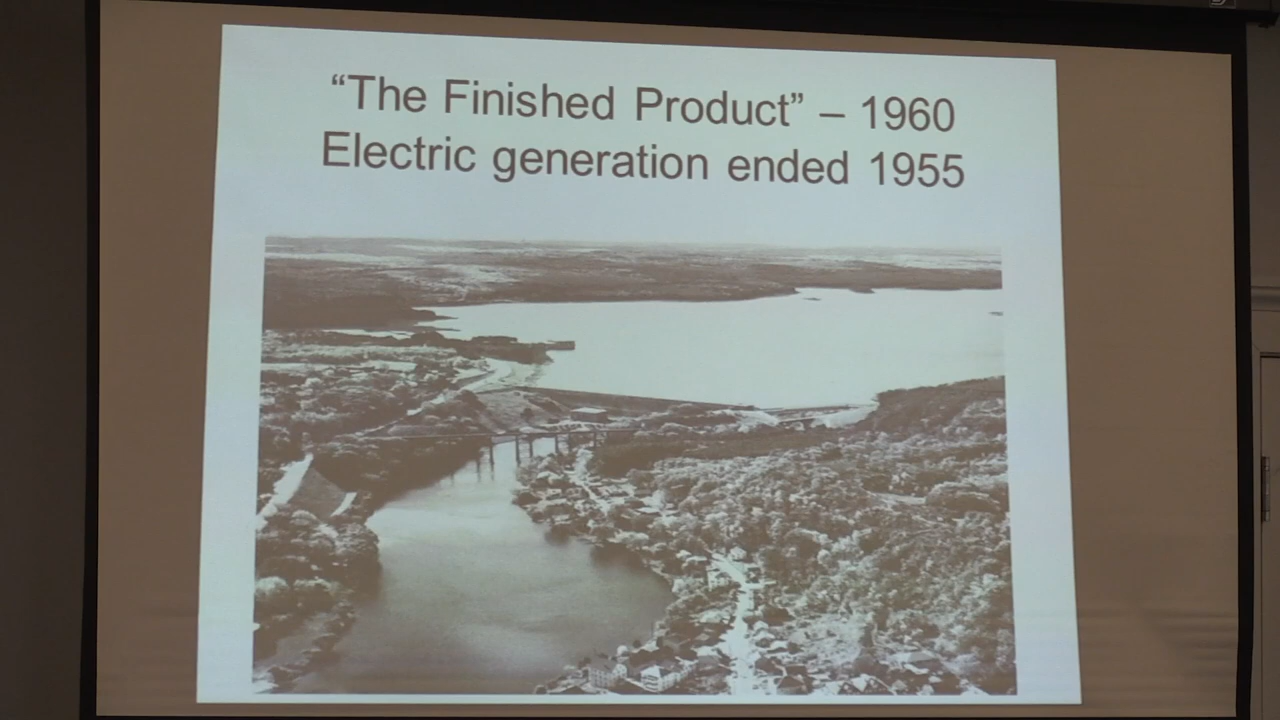 “The Finished Product” – 1960
Electric generation ended 1955